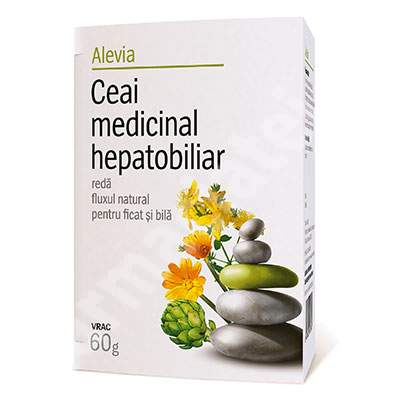 Alevia
Ceai
medicinal
hepatobiliar
redă
fluxul natural
pentru ficat și bilă
VRAC
60g